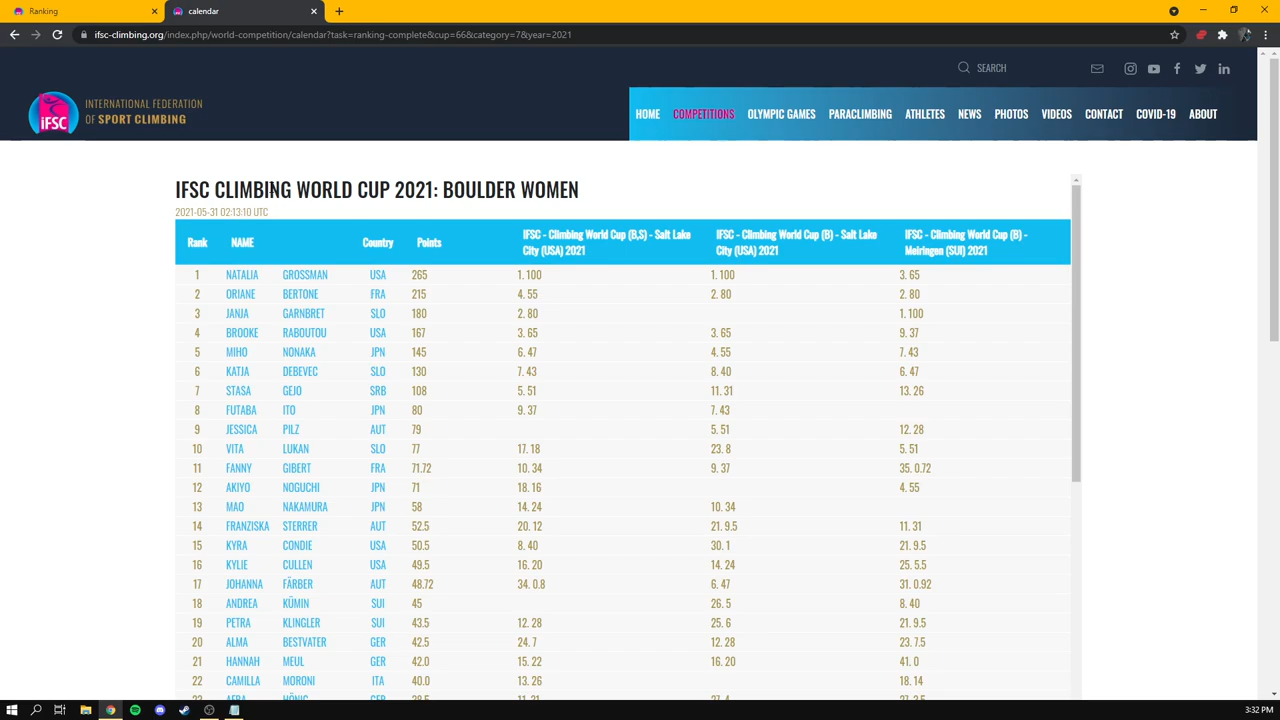 Ranking
calendar
ifsc-climbing.org/index.php/world-competition/calendar?task=ranking-complete&cup=66&category=7&year=2021
SEARCH
iFSC
INTERNATIONAL FEDERATION
OF SPORT CLIMBING
HOME COMPETITIONS OLYMPIC GAMES PARACLIMBING ATHLETES NEWS PHOTOS VIDEOS CONTACT COVID-19 ABOUT
IFSC CLIMBING WORLD CUP 2021: BOULDER WOMEN
2021-05-31 02:13:10 UTC
Rank NAME Country Points IFSC - Climbing World Cup (B,S) - Salt Lake City (USA) 2021 IFSC - Climbing World Cup (B) - Salt Lake City (USA) 2021 IFSC - Climbing World Cup (B) - Meiringen (SUI) 2021
1 NATALIA GROSSMAN USA 265 1. 100 1. 100 3. 65
2 ORIANE BERTONE FRA 215 4. 55 2. 80 2. 80
3 JANJA GARNBRET SLO 180 2. 80 1. 100
4 BROOKE RABOUTOU USA 167 3. 65 3. 65 9. 37
5 MIHO NONAKA JPN 145 6. 47 4. 55 7. 43
6 KATJA DEBEVEC SLO 130 7. 43 8. 40 6. 47
7 STASA GEJO SRB 108 5. 51 11. 31 13. 26
8 FUTABA ITO JPN 80 9. 37 7. 43
9 JESSICA PILZ AUT 79 5. 51 12. 28
10 VITA LUKAN SLO 77 17. 18 23. 8 5. 51
11 FANNY GIBERT FRA 71.72 10. 34 9. 37 35. 0.72
12 AKIYO NOGUCHI JPN 71 18. 16 4. 55
13 MAO NAKAMURA JPN 58 14. 24 10. 34
14 FRANZISKA STERRER AUT 52.5 20. 12 21. 9.5 11. 31
15 KYRA CONDIE USA 50.5 8. 40 30. 1 21. 9.5
16 KYLIE CULLEN USA 49.5 16. 20 14. 24 25. 5.5
17 JOHANNA FÄRBER AUT 48.72 34. 0.8 6. 47 31. 0.92
18 ANDREA KÜMIN SUI 45 26. 5 8. 40
19 PETRA KLINGLER SUI 43.5 12. 28 25. 6 21. 9.5
20 ALMA BESTVATER GER 42.5 24. 7 12. 28 23. 7.5
21 HANNAH MEUL GER 42.0 15. 22 16. 20 41. 0
22 CAMILLA MORONI ITA 40.0 13. 26 18. 14
3:32 PM